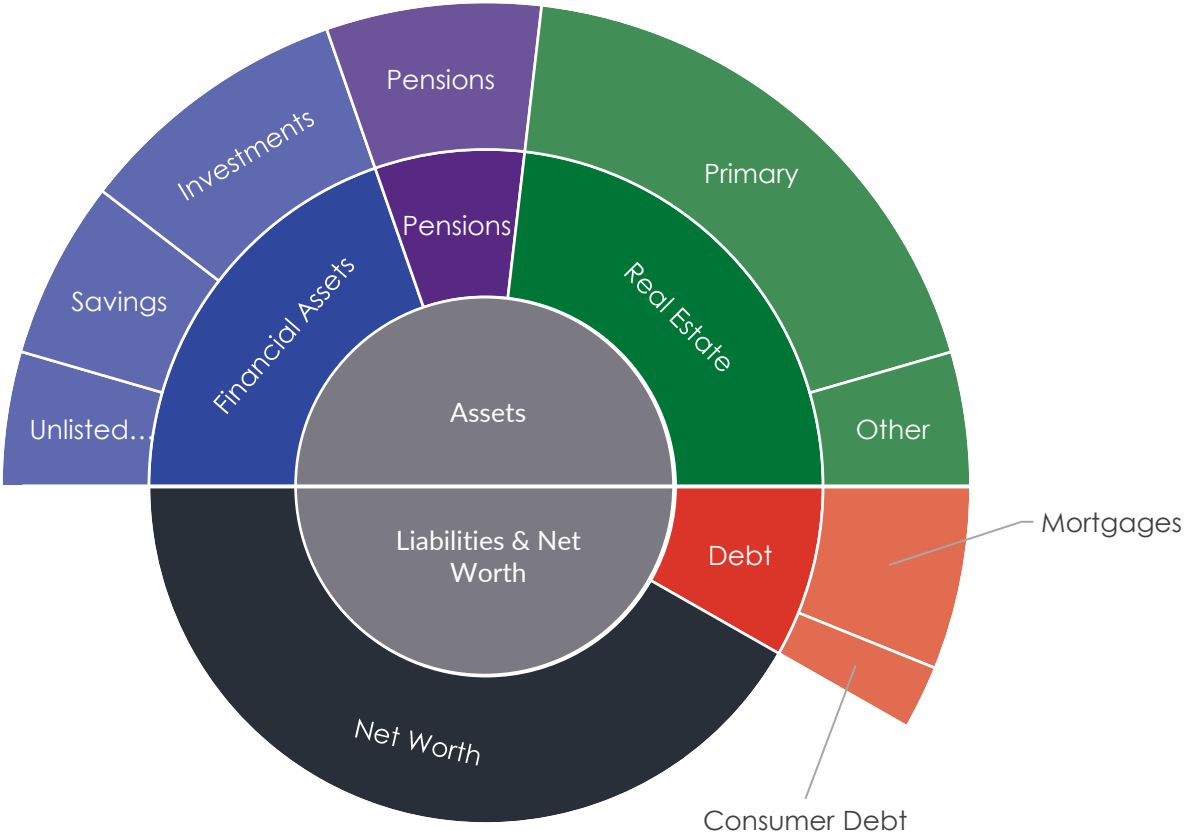 Pensions
Investments
Primary
Pensions
Savings
Financial Assets
Real Estate
Assets
Unlisted...
Other
Mortgages
Liabilities & Net
Worth
Debt
Net Worth
Consumer Debt